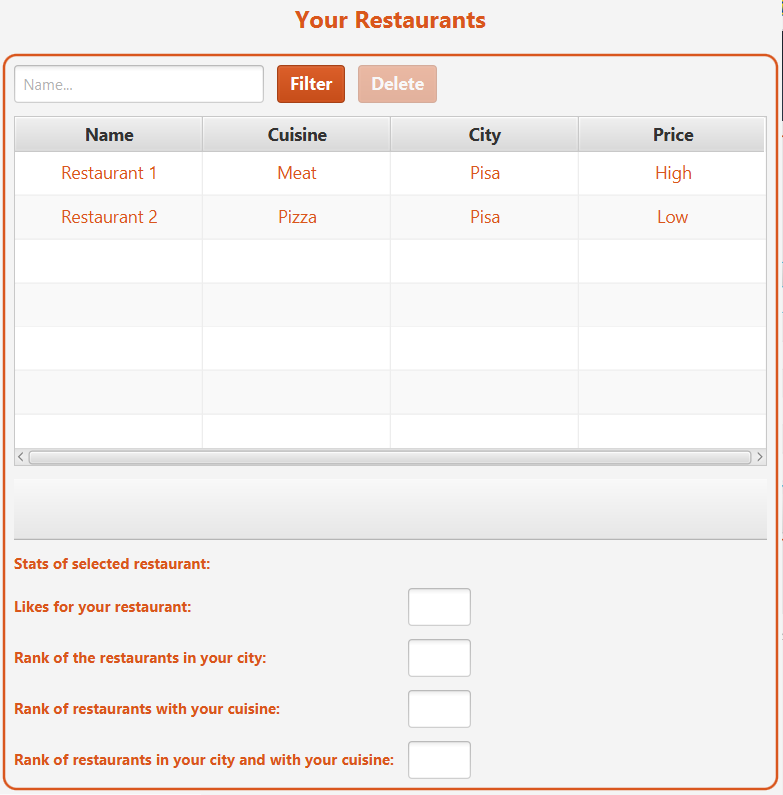 Your Restaurants
Name...
Filter
Delete
Name Cuisine City Price
Restaurant 1 Meat Pisa High
Restaurant 2 Pizza Pisa Low
Stats of selected restaurant:
Likes for your restaurant:
Rank of the restaurants in your city:
Rank of restaurants with your cuisine:
Rank of restaurants in your city and with your cuisine: